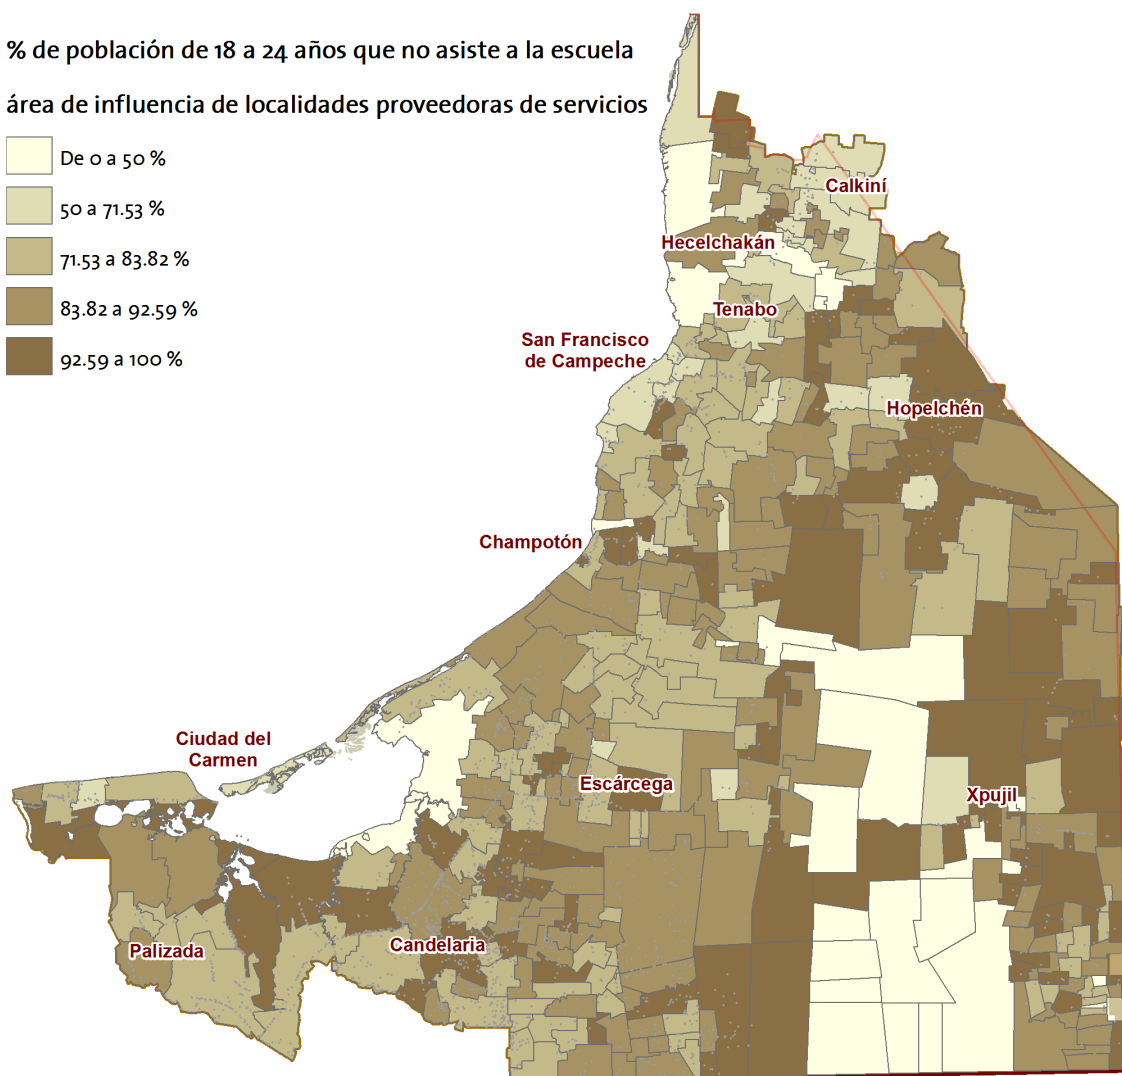 % de población de 18 a 24 años que no asiste a la escuela
área de influencia de localidades proveedoras de servicios
De 0 a 50 %
50 a 71.53 %
71.53 a 83.82 %
83.82 a 92.59 %
92.59 a 100 %
Calkiní
Hecelchakán
Tenabo
San Francisco
de Campeche
Hopelchén
Champotón
Ciudad del
Carmen
Escárcega
Xpujil
Candelaria
Palizada